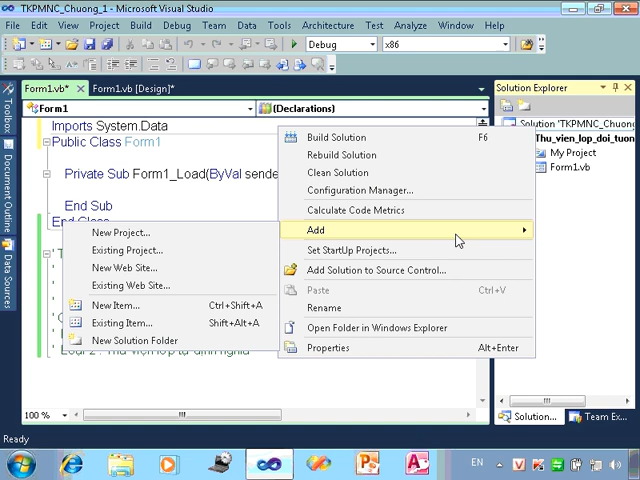 TKPMNC_Chuong_1 - Microsoft Visual Studio
File Edit View Project Build Debug Team Data Tools Architecture Test Analyze Window Help
Debug x86
Form1.vb* Form1.vb [Design]*
Form1 (Declarations)
Imports System.Data
Public Class Form1
Private Sub Form1_Load(ByVal sende
End Sub
End Class
Build Solution F6
Rebuild Solution
Clean Solution
Configuration Manager...
Calculate Code Metrics
Add
Set StartUp Projects...
Add Solution to Source Control...
Paste Ctrl+V
Rename
Open Folder in Windows Explorer
Properties Alt+Enter
New Project...
Existing Project...
New Web Site...
Existing Web Site...
New Item... Ctrl+Shift+A
Existing Item... Shift+Alt+A
New Solution Folder
Solution Explorer
Solution "TKPMNC_Chuong
Thu_vien_lop_doi_tuon
My Project
Form1.vb
Toolbox
Document Outline
Data Sources
100 %
Solution... Team Ex...
Ready
EN